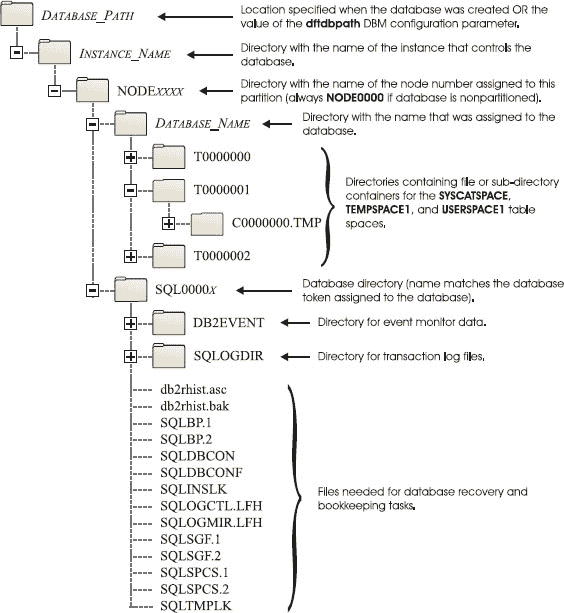 DATABASE_PATH
Location specified when the database was created OR the
value of the dftdbpath DBM configuration parameter.
INSTANCE_NAME
Directory with the name of the instance that controls the
database.
NODEXXXX
Directory with the name of the node number assigned to this
partition (always NODE0000 if database is nonpartitioned).
DATABASE_NAME
Directory with the name that was assigned to the
database.
T0000000
T0000001
C0000000.TMP
T0000002
Directories containing file or sub-directory
containers for the SYSCATSPACE,
TEMPSPACE1, and USERSPACE1 table
spaces.
SQL0000X
Database directory (name matches the database
token assigned to the database).
DB2EVENT
Directory for event monitor data.
SQLOGDIR
Directory for transaction log files.
db2rhist.asc
db2rhist.bak
SQLBP.1
SQLBP.2
SQLDBCON
SQLDBCONF
SQLINSLK
SQLOGCTL.LFH
SQLOGMIR.LFH
SQLSGF.1
SQLSGF.2
SQLSPCS.1
SQLSPCS.2
SQLTMPLK
Files needed for database recovery and
bookkeeping tasks.